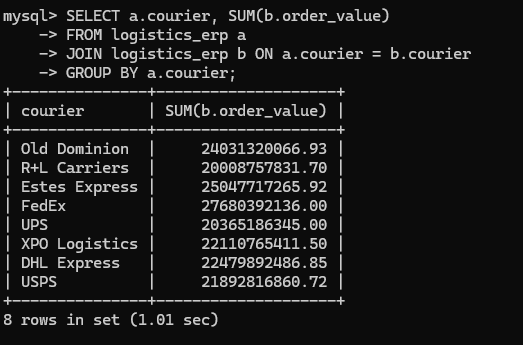 mysql> SELECT a.courier, SUM(b.order_value)
    -> FROM logistics_erp a
    -> JOIN logistics_erp b ON a.courier = b.courier
    -> GROUP BY a.courier;
+---------------+--------------------+
| courier       | SUM(b.order_value) |
+---------------+--------------------+
| Old Dominion  |     24031320066.93 |
| R+L Carriers  |     20008757831.70 |
| Estes Express |     25047717265.92 |
| FedEx         |     27680392136.00 |
| UPS           |     20365186345.00 |
| XPO Logistics |     22110765411.50 |
| DHL Express   |     22479892486.85 |
| USPS          |     21892816860.72 |
+---------------+--------------------+
8 rows in set (1.01 sec)